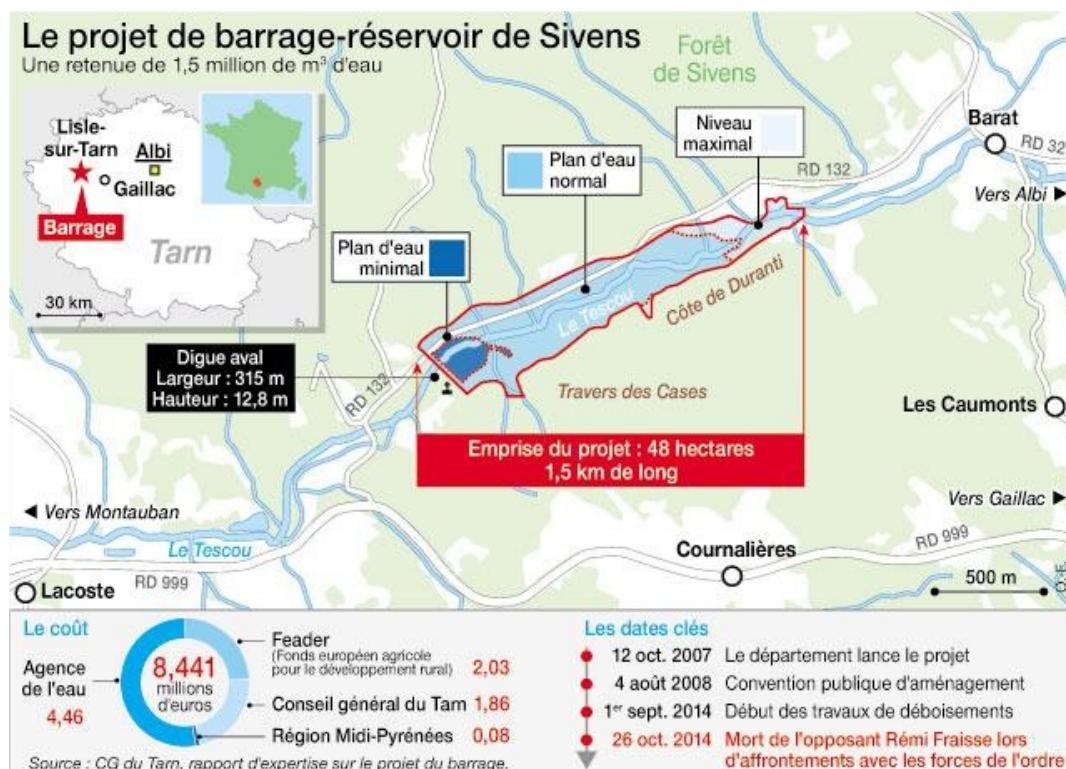 Le projet de barrage-réservoir de Sivens
Une retenue de 1,5 million de m³ d'eau
Lisle-
sur-Tarn
Albi
Gaillac
Barrage
Tarn
30 km
Forêt
de Sivens
Niveau
maximal
Plan d'eau
normal
Plan d'eau
minimal
Barat
RD 132
RD 32
Vers Albi
Le Tescou
Côte de Duranti
Digue aval
Largeur : 315 m
Hauteur : 12,8 m
RD 132
Travers des Cases
Les Caumonts
Emprise du projet : 48 hectares
1,5 km de long
Vers Montauban
Vers Gaillac
Le Tescou
Cournalières
RD 999
Lacoste
RD 999
500 m
O.-F.
Le coût
Agence
de l'eau
4,46
8,441
millions
d'euros
Feader
(Fonds européen agricole
pour le développement rural) 2,03
Conseil général du Tarn 1,86
Région Midi-Pyrénées 0,08
Source : CG du Tarn, rapport d'expertise sur le projet du barrage.
Les dates clés
12 oct. 2007 Le département lance le projet
4 août 2008 Convention publique d'aménagement
1er sept. 2014 Début des travaux de déboisements
26 oct. 2014 Mort de l'opposant Rémi Fraisse lors
d'affrontements avec les forces de l'ordre